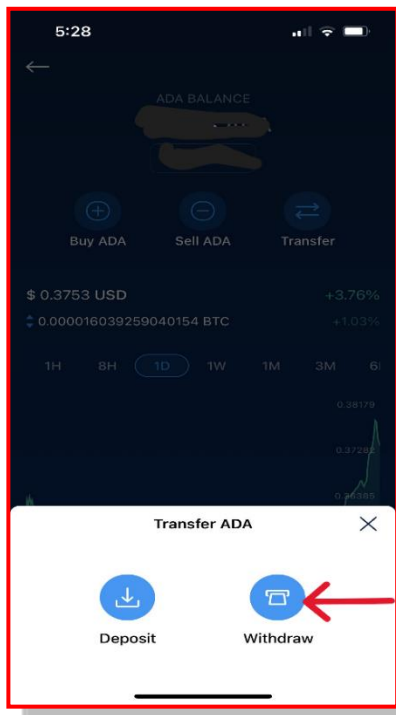 5:28
ADA BALANCE
Buy ADA Sell ADA Transfer
$ 0.3753 USD +3.76%
0.000016039259040154 BTC +1.03%
1H 8H 1D 1W 1M 3M
0.38179
0.37282
0.36385
Transfer ADA
Deposit Withdraw